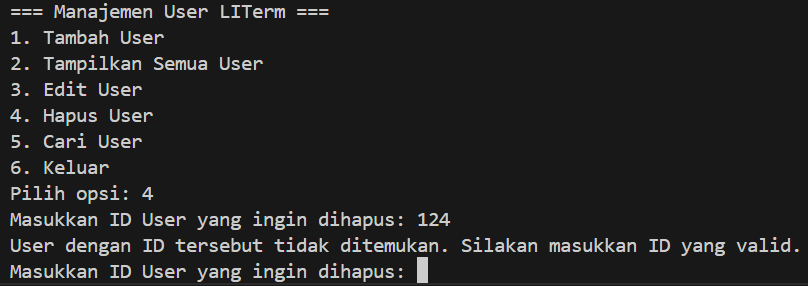 === Manajemen User LITerm ===
1. Tambah User
2. Tampilkan Semua User
3. Edit User
4. Hapus User
5. Cari User
6. Keluar
Pilih opsi: 4
Masukkan ID User yang ingin dihapus: 124
User dengan ID tersebut tidak ditemukan. Silakan masukkan ID yang valid.
Masukkan ID User yang ingin dihapus: